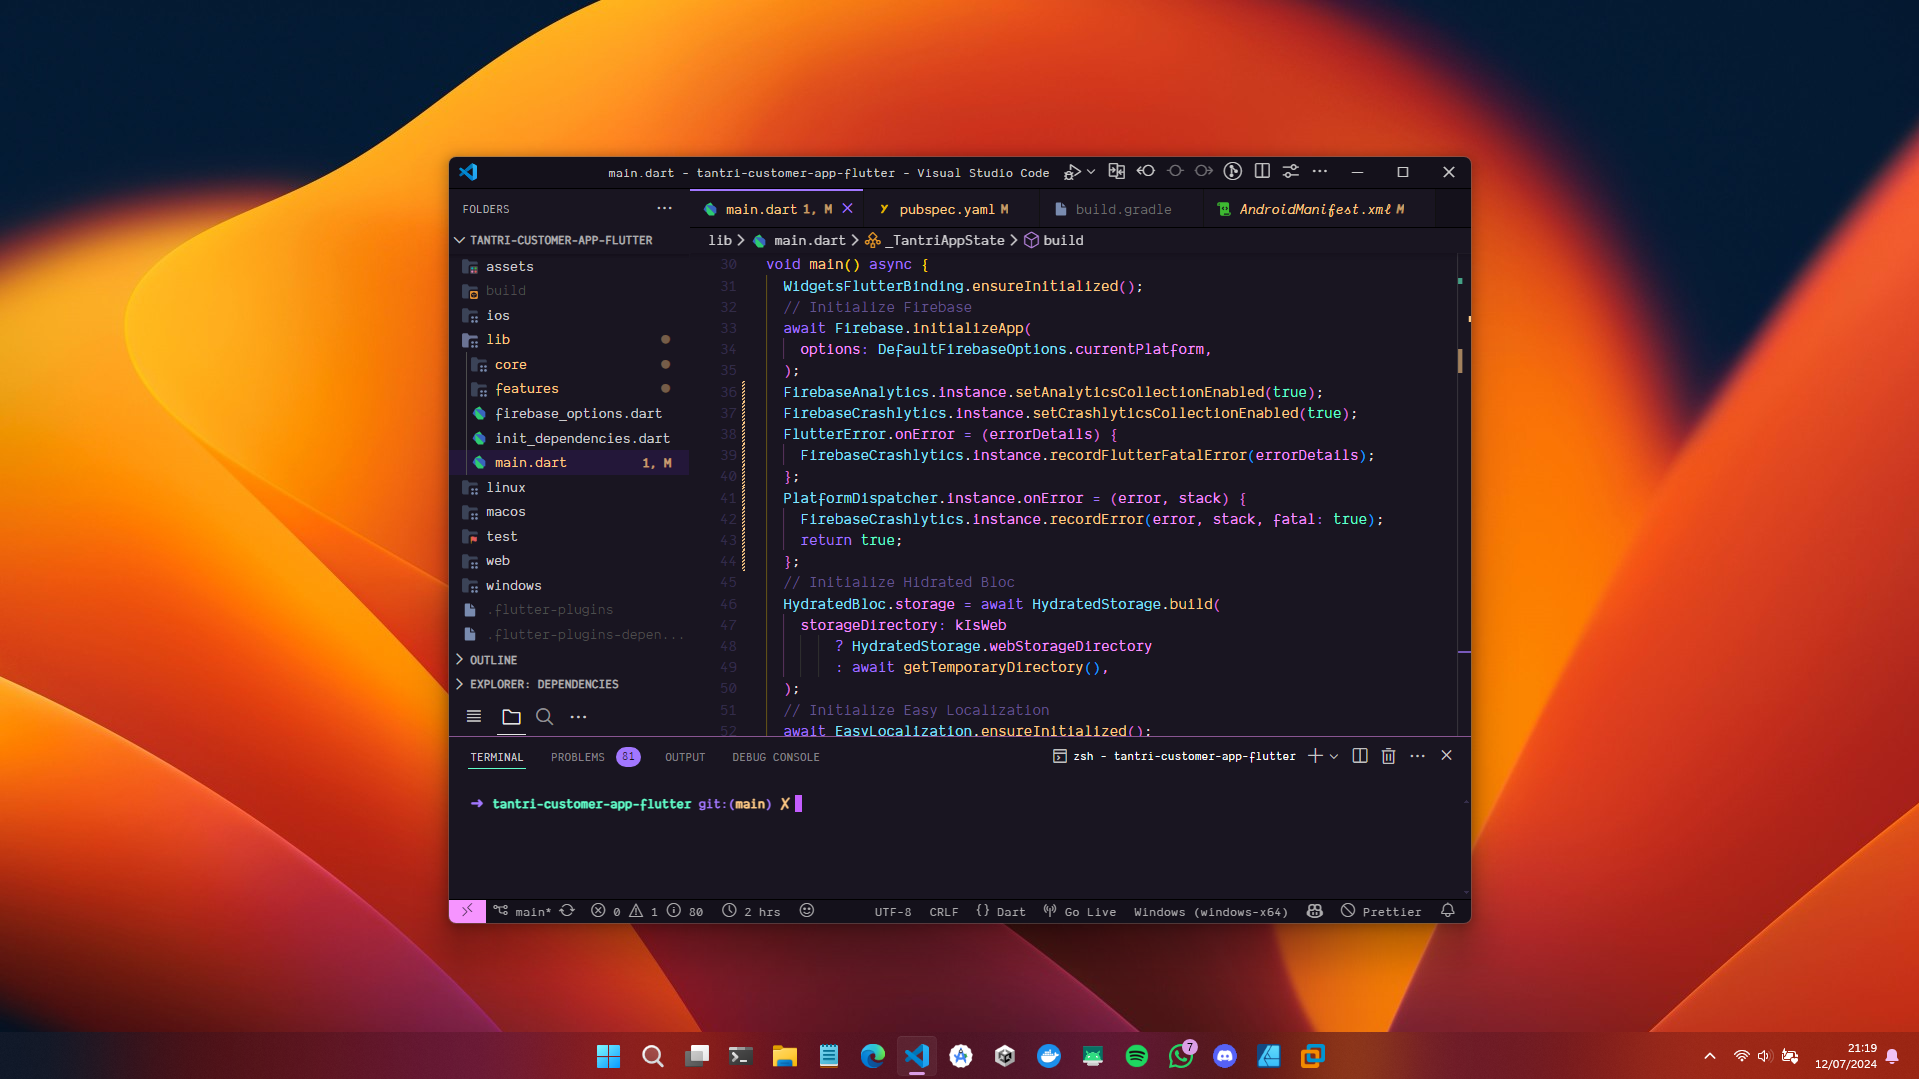 main.dart - tantri-customer-app-flutter - Visual Studio Code
FOLDERS
TANTRI-CUSTOMER-APP-FLUTTER
assets
build
ios
lib
core
features
firebase_options.dart
init_dependencies.dart
main.dart 1, M
linux
macos
test
web
windows
.flutter-plugins
.flutter-plugins-depen...
OUTLINE
EXPLORER: DEPENDENCIES
main.dart 1, M
pubspec.yaml M
build.gradle
AndroidManifest.xml M
lib > main.dart > _TantriAppState > build
30 void main() async {
31 WidgetsFlutterBinding.ensureInitialized();
32 // Initialize Firebase
33 await Firebase.initializeApp(
34 options: DefaultFirebaseOptions.currentPlatform,
35 );
36 FirebaseAnalytics.instance.setAnalyticsCollectionEnabled(true);
37 FirebaseCrashlytics.instance.setCrashlyticsCollectionEnabled(true);
38 FlutterError.onError = (errorDetails) {
39 FirebaseCrashlytics.instance.recordFlutterFatalError(errorDetails);
40 };
41 PlatformDispatcher.instance.onError = (error, stack) {
42 FirebaseCrashlytics.instance.recordError(error, stack, fatal: true);
43 return true;
44 };
45 // Initialize Hidrated Bloc
46 HydratedBloc.storage = await HydratedStorage.build(
47 storageDirectory: kIsWeb
48 ? HydratedStorage.webStorageDirectory
49 : await getTemporaryDirectory(),
50 );
51 // Initialize Easy Localization
52 await EasyLocalization.ensureInitialized();
TERMINAL PROBLEMS 81 OUTPUT DEBUG CONSOLE
zsh - tantri-customer-app-flutter
➜ tantri-customer-app-flutter git:(main) ✗
main* 0 1 80 2 hrs
UTF-8 CRLF {} Dart Go Live Windows (windows-x64) Prettier
7
21:19
12/07/2024